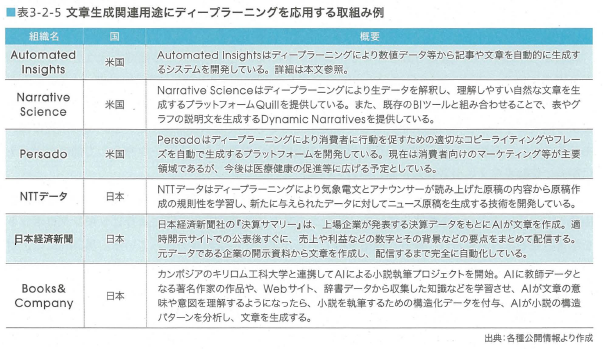 ■表3-2-5 文章生成関連用途にディープラーニングを応用する取組み例
組織名 国 概要
Automated Insights 米国 Automated Insightsはディープラーニングにより数値データ等から記事や文章を自動的に生成す
るシステムを開発している。詳細は本文参照。
Narrative Science 米国 Narrative Scienceはディープラーニングにより生データを解釈し、理解しやすい自然な文章を生
成するプラットフォームQuillを提供している。また、既存のBIツールと組み合わせることで、表やグ
ラフの説明文を生成するDynamic Narrativesを提供している。
Persado 米国 Persadoはディープラーニングにより消費者に行動を促すための適切なコピーライティングやフレー
ズを自動で生成するプラットフォームを開発している。現在は消費者向けのマーケティング等が主要
領域であるが、今後は医療健康の促進等に広げる予定としている。
NTTデータ 日本 NTTデータはディープラーニングにより気象電文とアナウンサーが読み上げた原稿の内容から原稿作
成の規則性を学習し、新たに与えられたデータに対してニュース原稿を生成する技術を開発している。
日本経済新聞 日本 日本経済新聞社の『決算サマリー』は、上場企業が発表する決算データをもとにAIが文章を作成。適
時開示サイトでの公表後すぐに、売上や利益などの数字とその背景などの要点をまとめて配信する。
元データである企業の開示資料から文章を作成し、配信するまで完全に自動化している。
Books& Company 日本 カンボジアのキリロム工科大学と連携してAIによる小説執筆プロジェクトを開始。AIに教師データと
なる著名作家の作品や、Webサイト、辞書データから収集した知識などを学習させ、AIが文章の意
味や意図を理解するようになったら、小説を執筆するための構造化データを付与、AIが小説の構造
パターンを分析し、文章を生成する。
出典:各種公開情報より作成